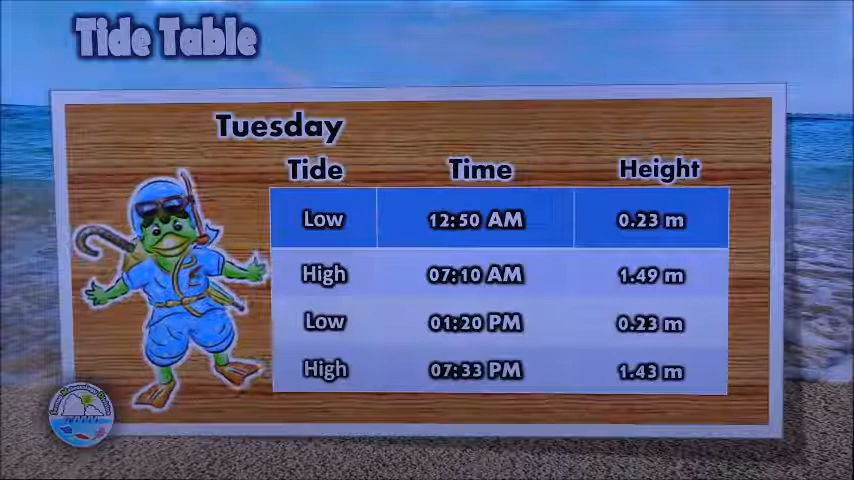 Tide Table
Tuesday
Tide Time Height
Low 12:50 AM 0.23 m
High 07:10 AM 1.49 m
Low 01:20 PM 0.23 m
High 07:33 PM 1.43 m